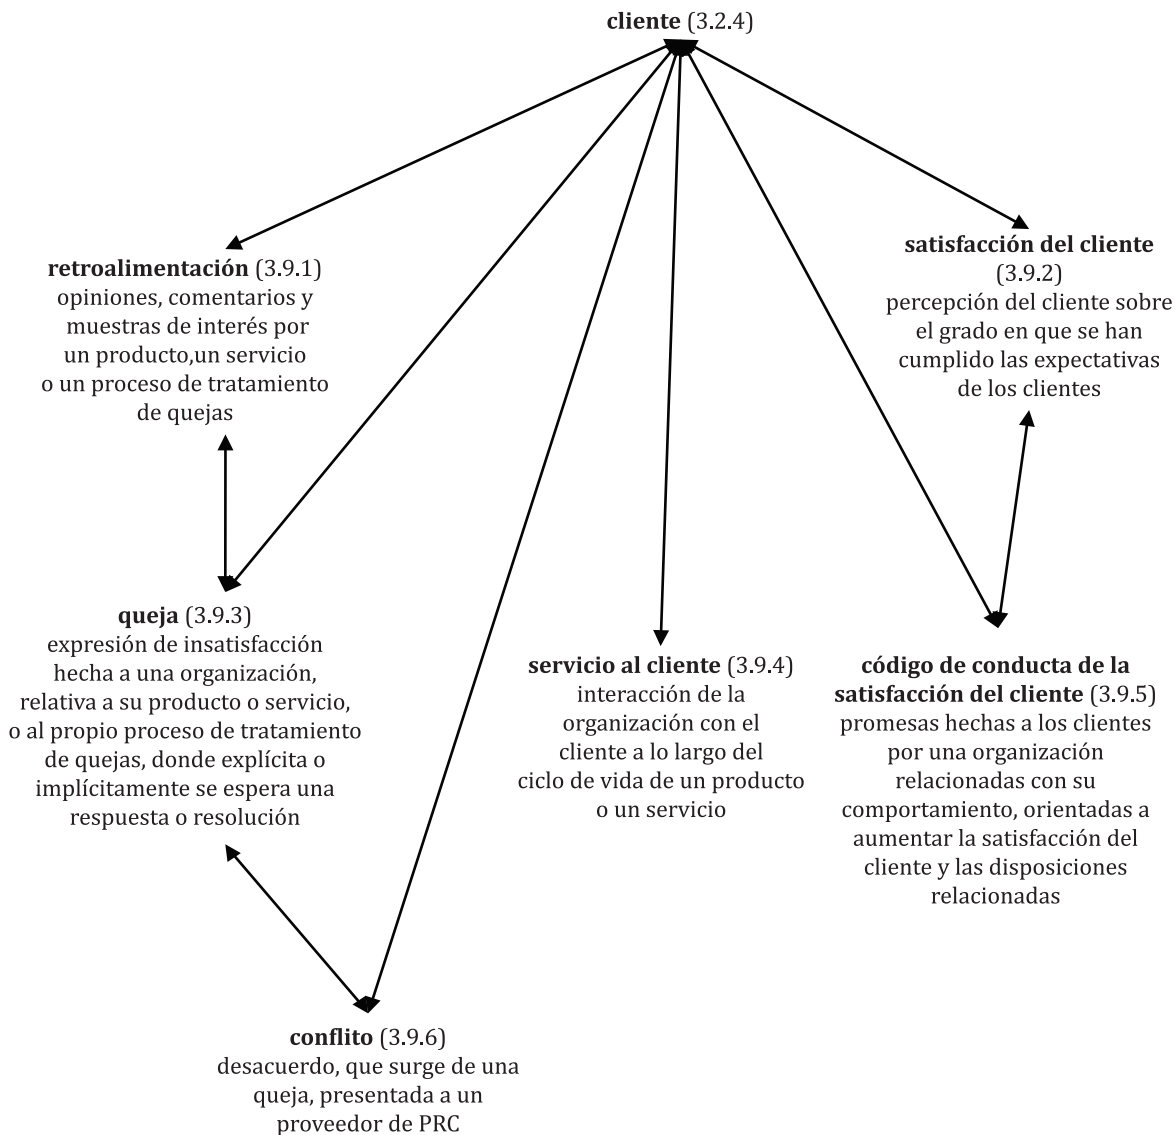 cliente (3.2.4)
retroalimentación (3.9.1)
opiniones, comentarios y
muestras de interés por
un producto,un servicio
o un proceso de tratamiento
de quejas
satisfacción del cliente
(3.9.2)
percepción del cliente sobre
el grado en que se han
cumplido las expectativas
de los clientes
queja (3.9.3)
expresión de insatisfacción
hecha a una organización,
relativa a su producto o servicio,
o al propio proceso de tratamiento
de quejas, donde explícita o
implícitamente se espera una
respuesta o resolución
servicio al cliente (3.9.4)
interacción de la
organización con el
cliente a lo largo del
ciclo de vida de un producto
o un servicio
código de conducta de la
satisfacción del cliente (3.9.5)
promesas hechas a los clientes
por una organización
relacionadas con su
comportamiento, orientadas a
aumentar la satisfacción del
cliente y las disposiciones
relacionadas
conflito (3.9.6)
desacuerdo, que surge de una
queja, presentada a un
proveedor de PRC